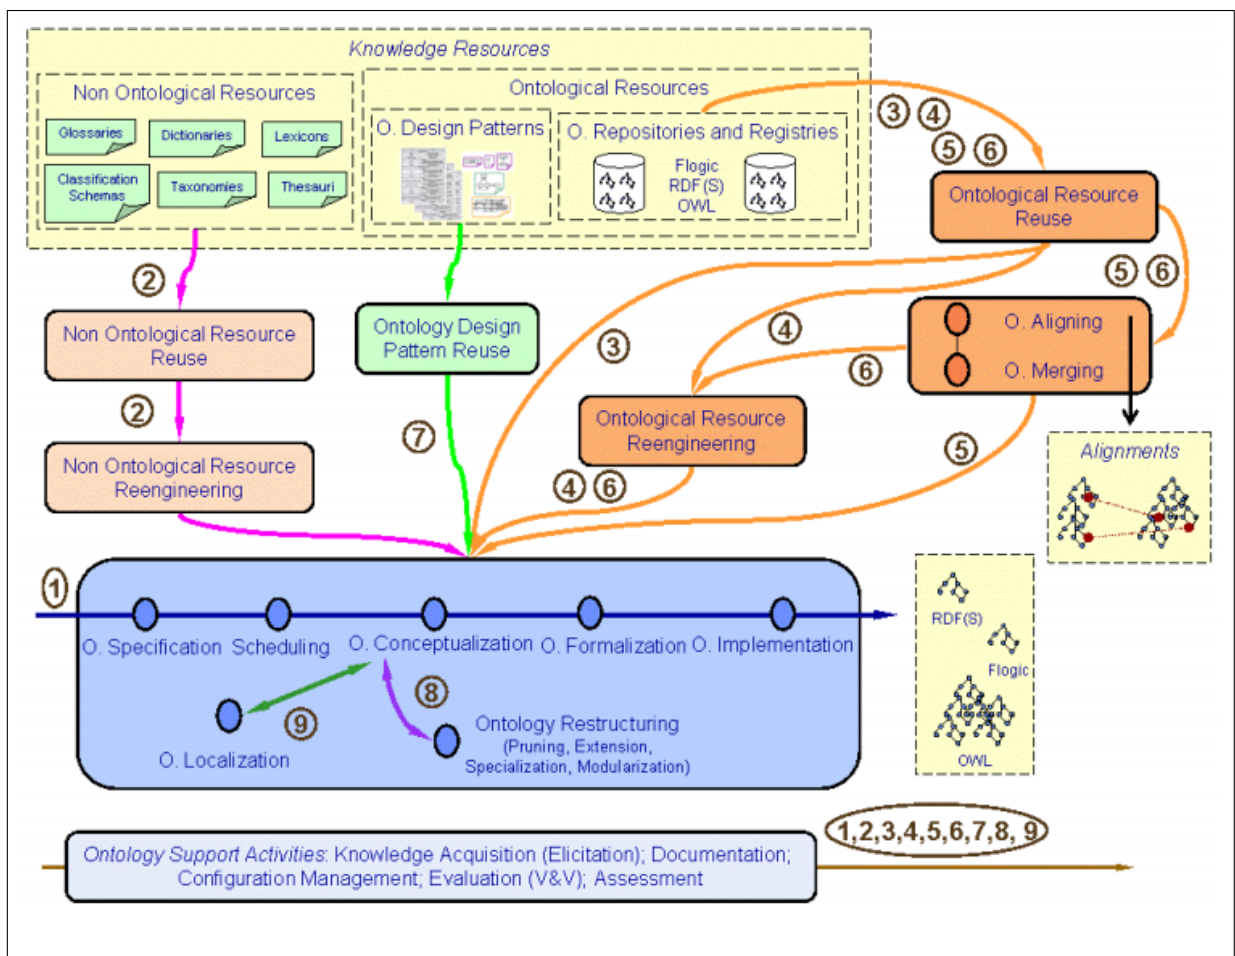 Knowledge Resources
Non Ontological Resources
Glossaries
Dictionaries
Lexicons
Classification
Schemas
Taxonomies
Thesauri
Ontological Resources
O. Design Patterns
O. Repositories and Registries
Flogic
RDF(S)
OWL
3 4
5 6
Ontological Resource
Reuse
5 6
2
Non Ontological Resource
Reuse
Ontology Design
Pattern Reuse
3
4
O. Aligning
6
O. Merging
2
7
Ontological Resource
Reengineering
5
Alignments
Non Ontological Resource
Reengineering
4 6
1
O. Specification
Scheduling
O. Conceptualization
O. Formalization
O. Implementation
8
9
O. Localization
Ontology Restructuring
(Pruning, Extension,
Specialization, Modularization)
RDF(S)
Flogic
OWL
1,2,3,4,5,6,7,8, 9
Ontology Support Activities: Knowledge Acquisition (Elicitation); Documentation;
Configuration Management; Evaluation (V&V); Assessment